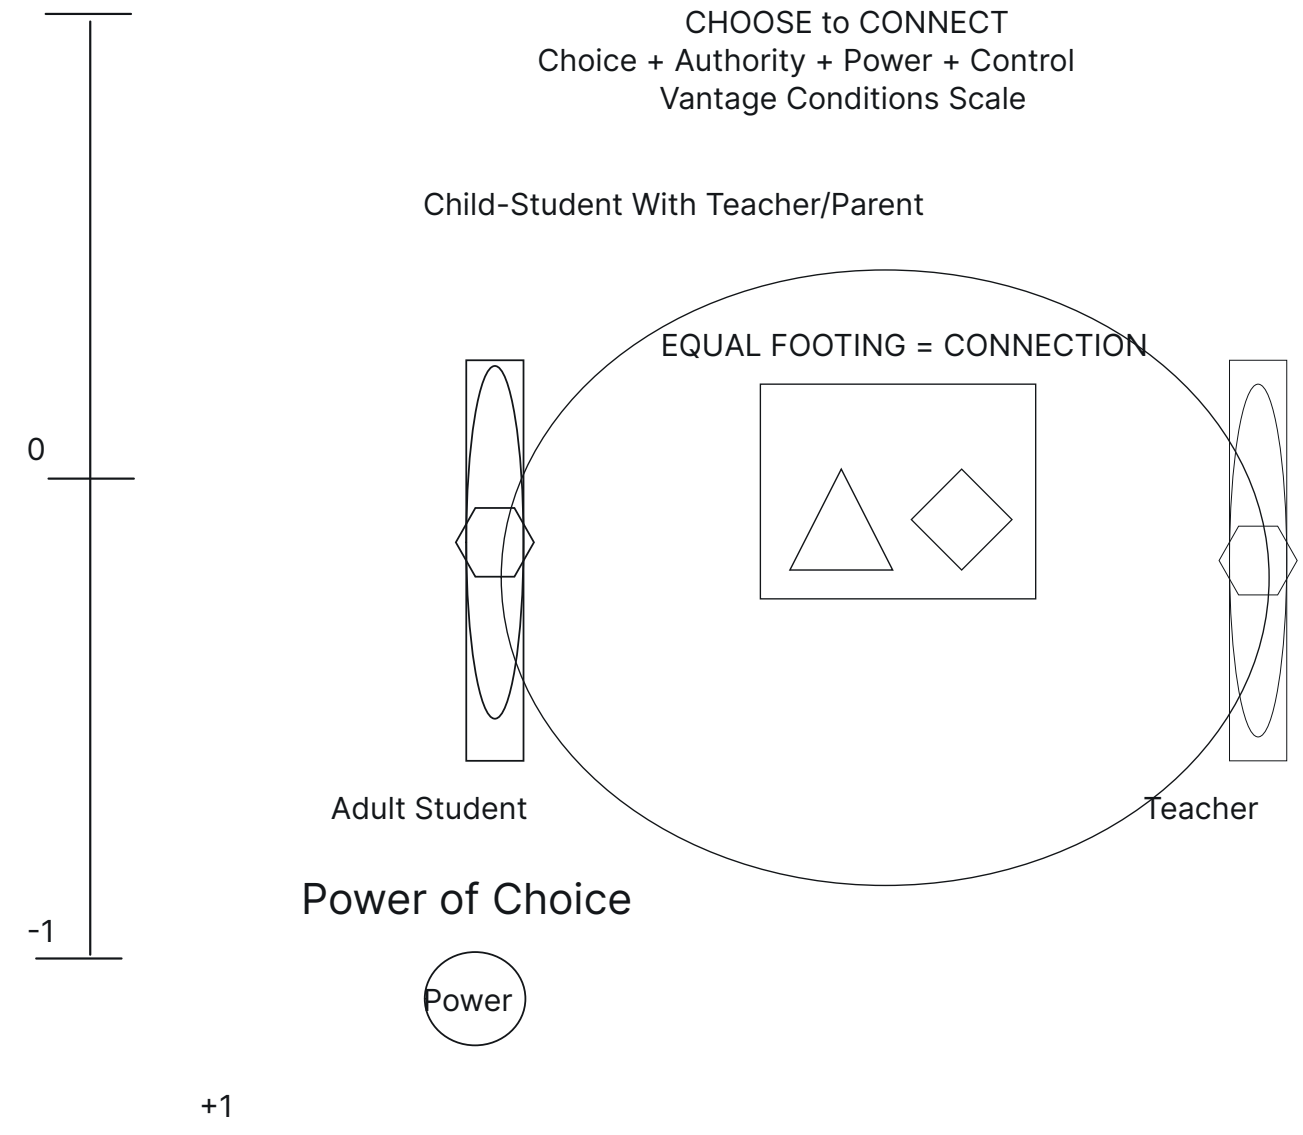 CHOOSE to CONNECT
Choice + Authority + Power + Control
Vantage Conditions Scale
Child-Student With Teacher/Parent
EQUAL FOOTING = CONNECTION
0
Adult Student
Teacher
Power of Choice
-1
Power
+1